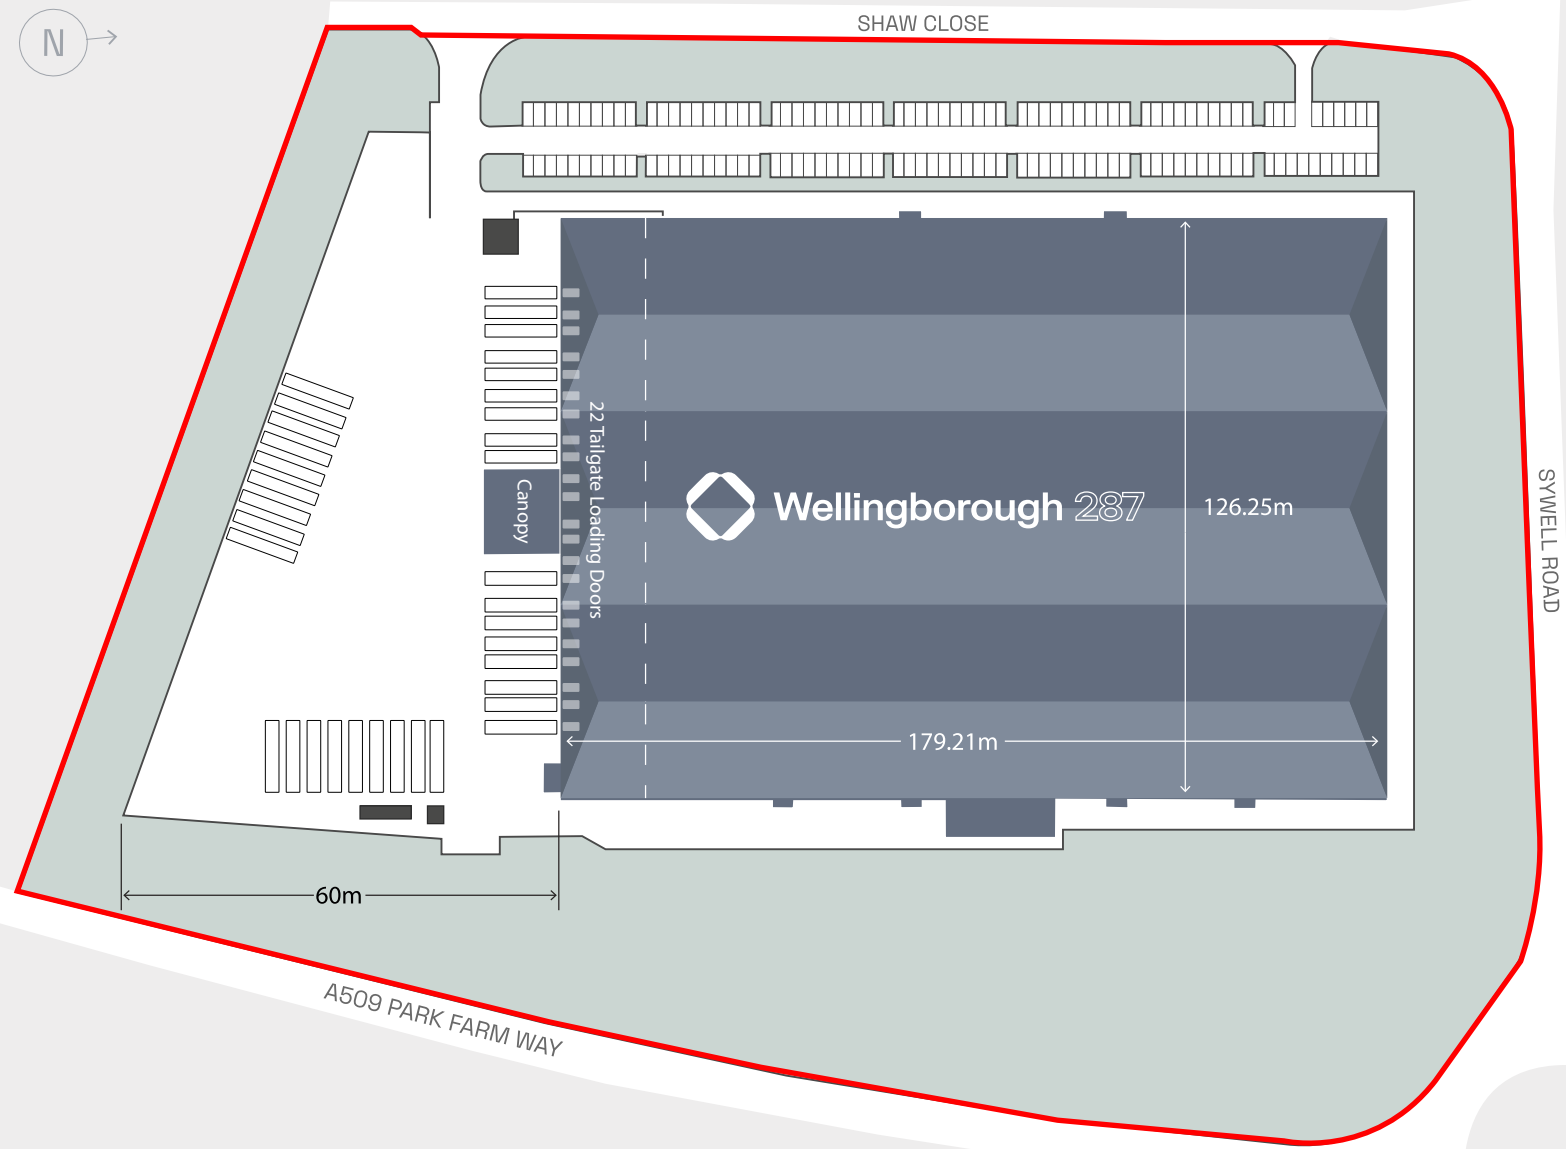 N
SHAW CLOSE
22 Tailgate Loading Doors
Canopy
Wellingborough 287
126.25m
SYWELL ROAD
179.21m
60m
A509 PARK FARM WAY